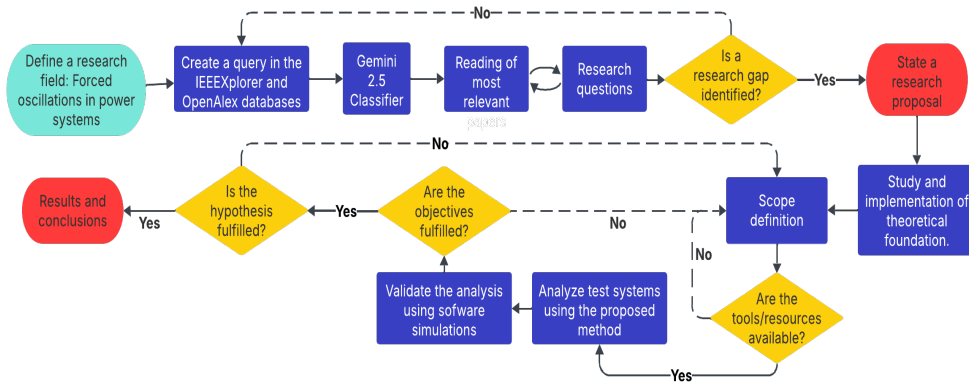 No
Define a research
field: Forced
oscillations in power
systems
Create a query in the
IEEEXplorer and
OpenAlex databases
Gemini
2.5
Classifier
Reading of
most
relevant
papers
Research
questions
Is a
research gap
identified?
Yes
State a
research
proposal
No
Results and
conclusions
Yes
Is the
hypothesis
fulfilled?
Yes
Are the
objectives
fulfilled?
No
Scope
definition
Study and
implementation of
theoretical
foundation.
No
Validate the analysis
using sofware
simulations
Analyze test systems
using the proposed
method
Are the
tools/resources
available?
Yes